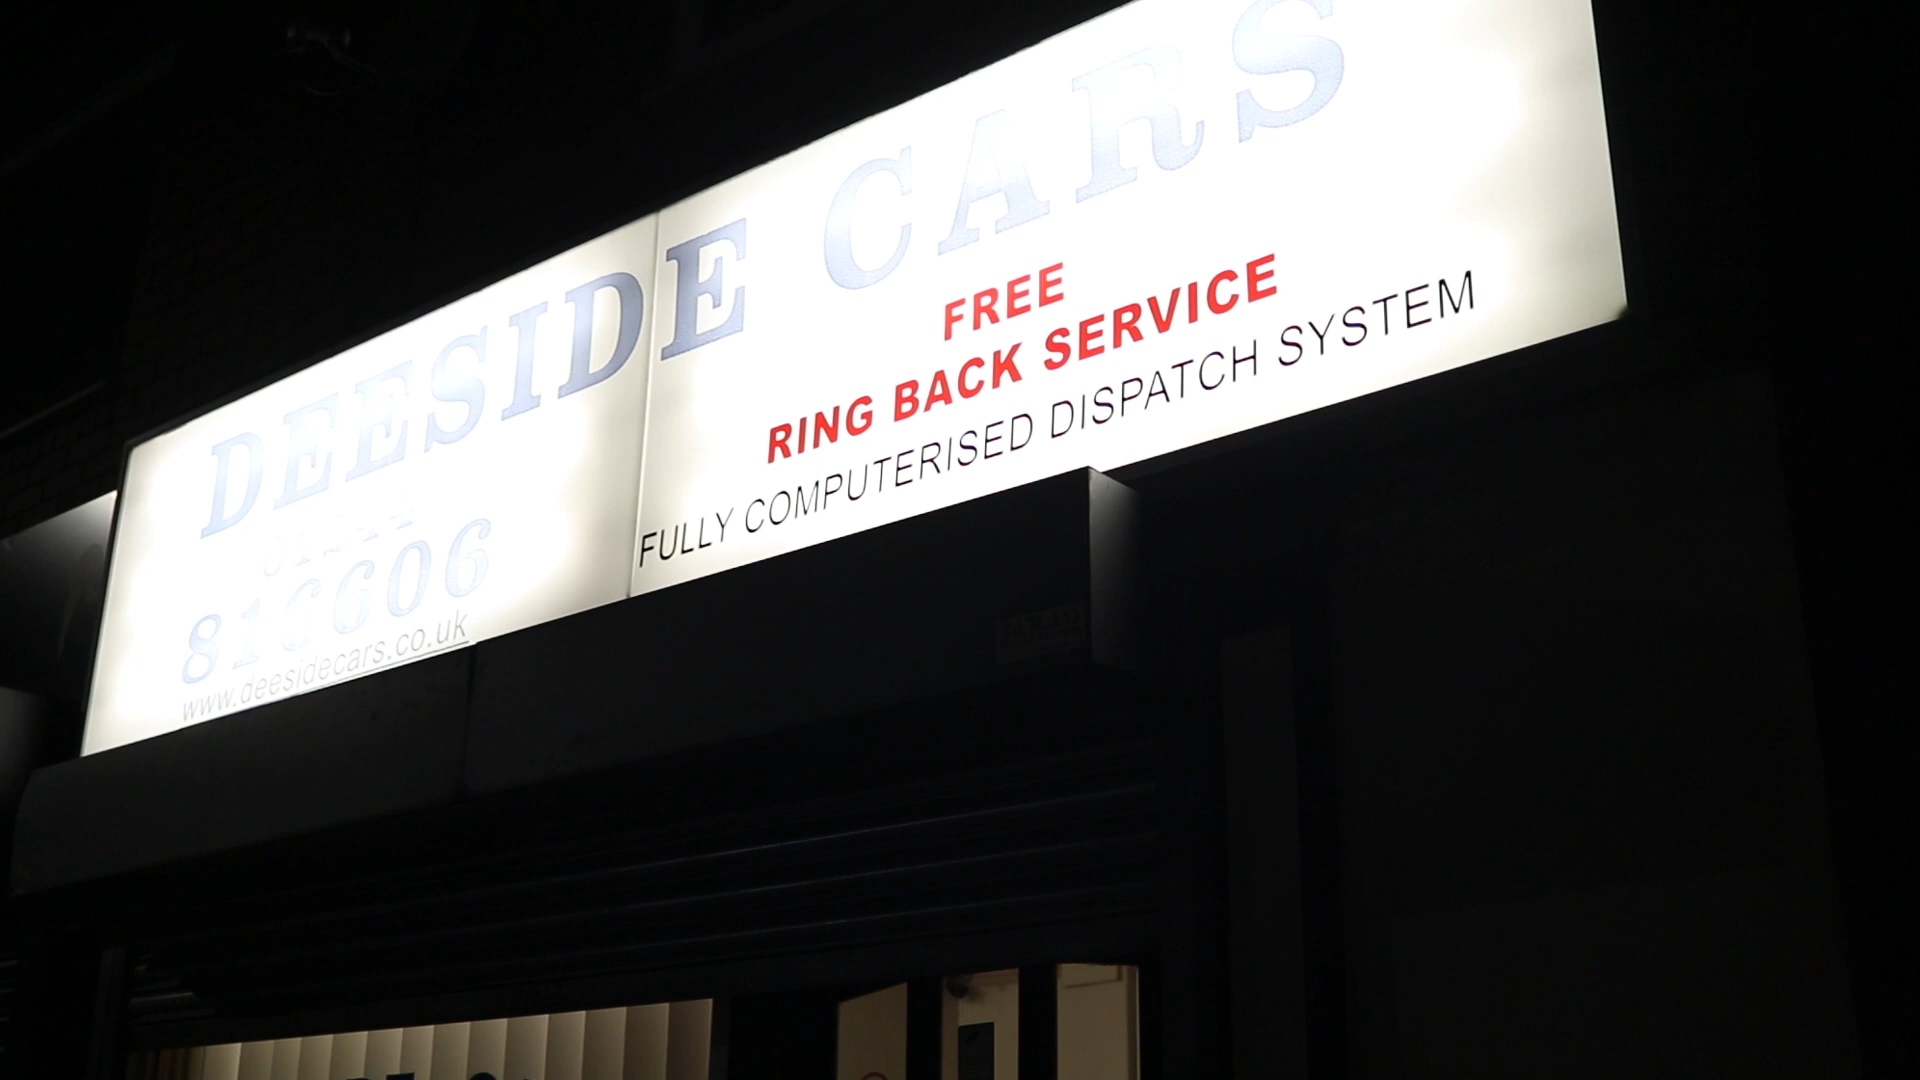 DEESIDE CARS
816606
www.deesidecars.co.uk
FREE
RING BACK SERVICE
FULLY COMPUTERISED DISPATCH SYSTEM